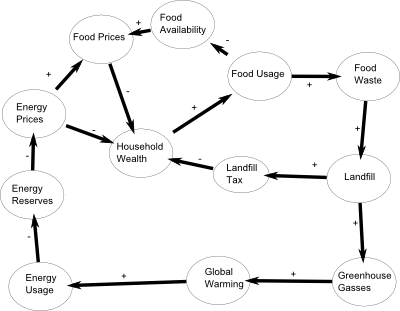 Food
Availability
+
Food Prices
-
Food Usage
+
Food
Waste
+
-
+
Energy
Prices
-
+
Household
Wealth
-
-
Landfill
Tax
+
Landfill
Energy
Reserves
+
-
Energy
Usage
+
Global
Warming
+
Greenhouse
Gasses